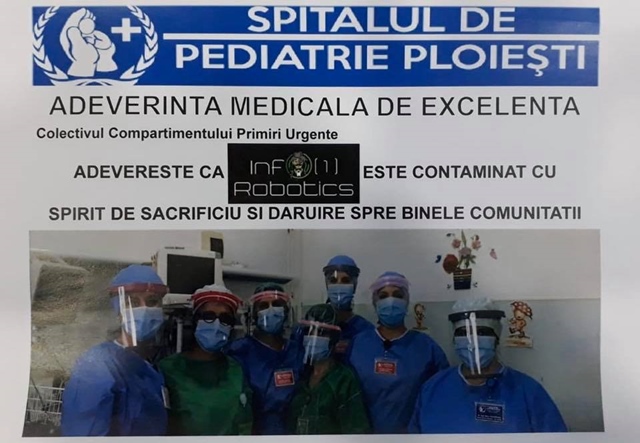 SPITALUL DE
PEDIATRIE PLOIEŞTI
ADEVERINTA MEDICALA DE EXCELENTA
Colectivul Compartimentului Primiri Urgente
ADEVERESTE CA InFO(1) Robotics ESTE CONTAMINAT CU
SPIRIT DE SACRIFICIU SI DARUIRE SPRE BINELE COMUNITATII